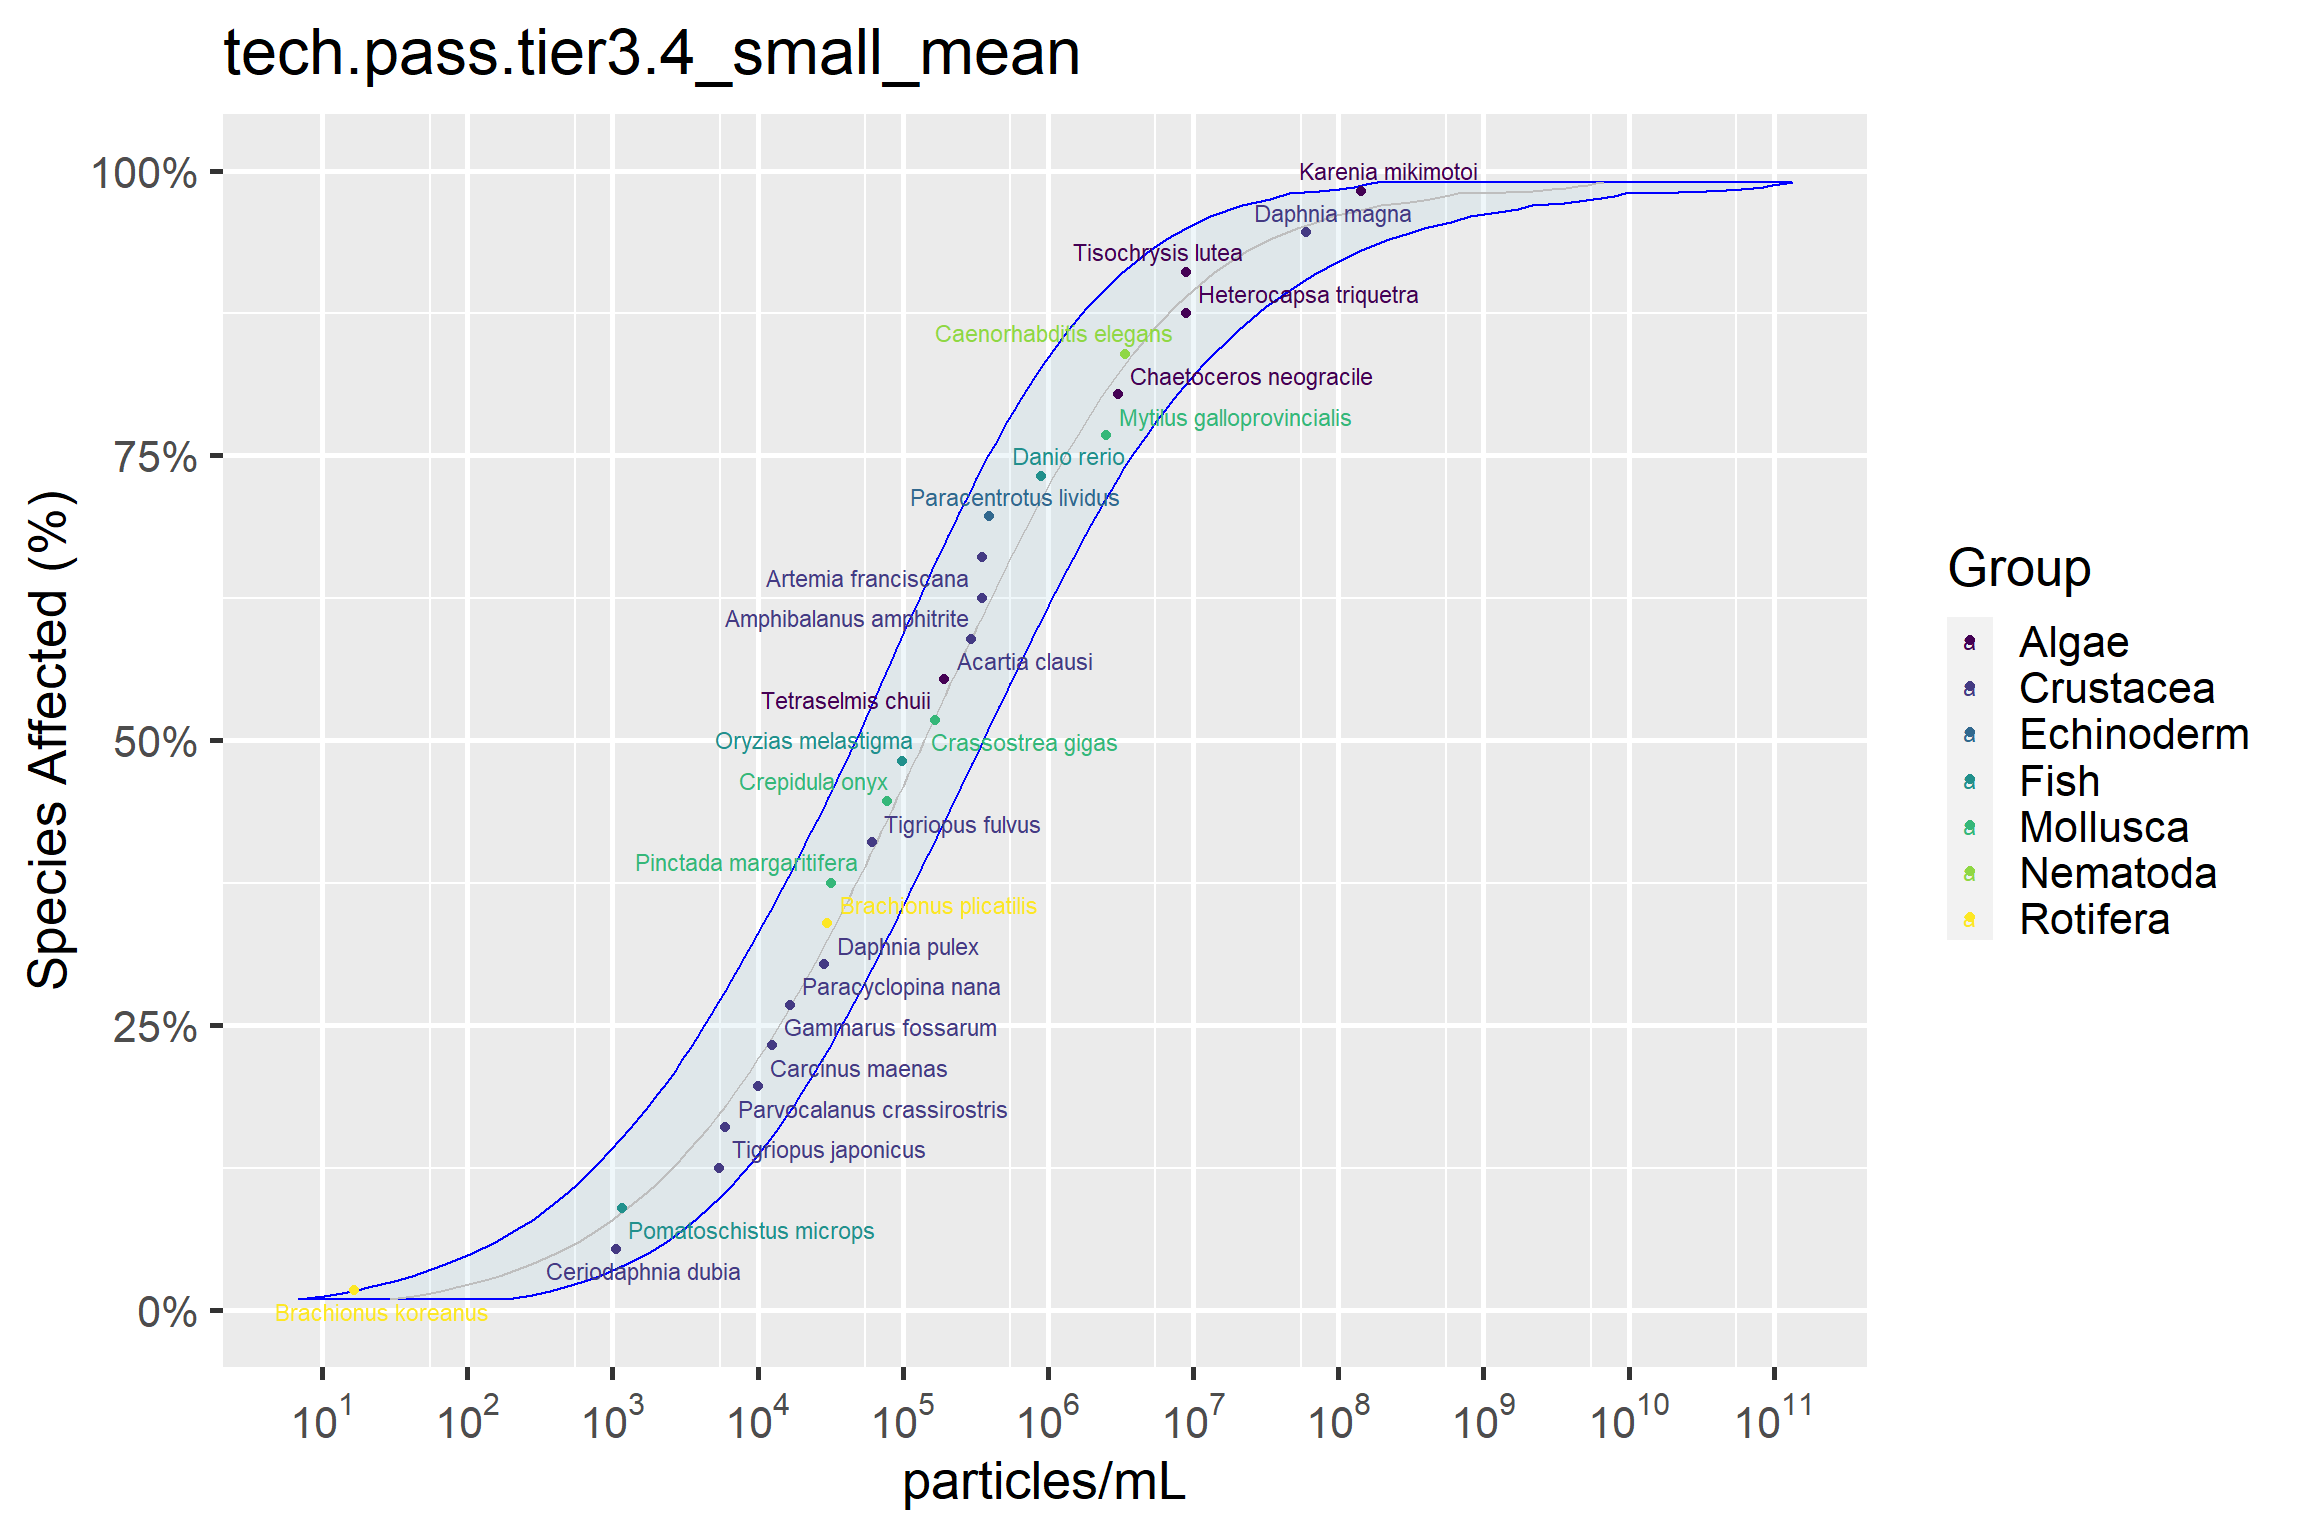 tech.pass.tier3.4_small_mean
Species Affected (%)
100%
75%
50%
25%
0%
Karenia mikimotoi
Daphnia magna
Tisochrysis lutea
Heterocapsa triquetra
Caenorhabditis elegans
Chaetoceros neogracile
Mytilus galloprovincialis
Danio rerio
Paracentrotus lividus
Artemia franciscana
Amphibalanus amphitrite
Acartia clausi
Tetraselmis chuii
Oryzias melastigma
Crassostrea gigas
Crepidula onyx
Tigriopus fulvus
Pinctada margaritifera
Brachionus plicatilis
Daphnia pulex
Paracyclopina nana
Gammarus fossarum
Carcinus maenas
Parvocalanus crassirostris
Tigriopus japonicus
Pomatoschistus microps
Ceriodaphnia dubia
Brachionus koreanus
10^1 10^2 10^3 10^4 10^5 10^6 10^7 10^8 10^9 10^10 10^11
particles/mL
Group
a Algae
a Crustacea
a Echinoderm
a Fish
a Mollusca
a Nematoda
a Rotifera